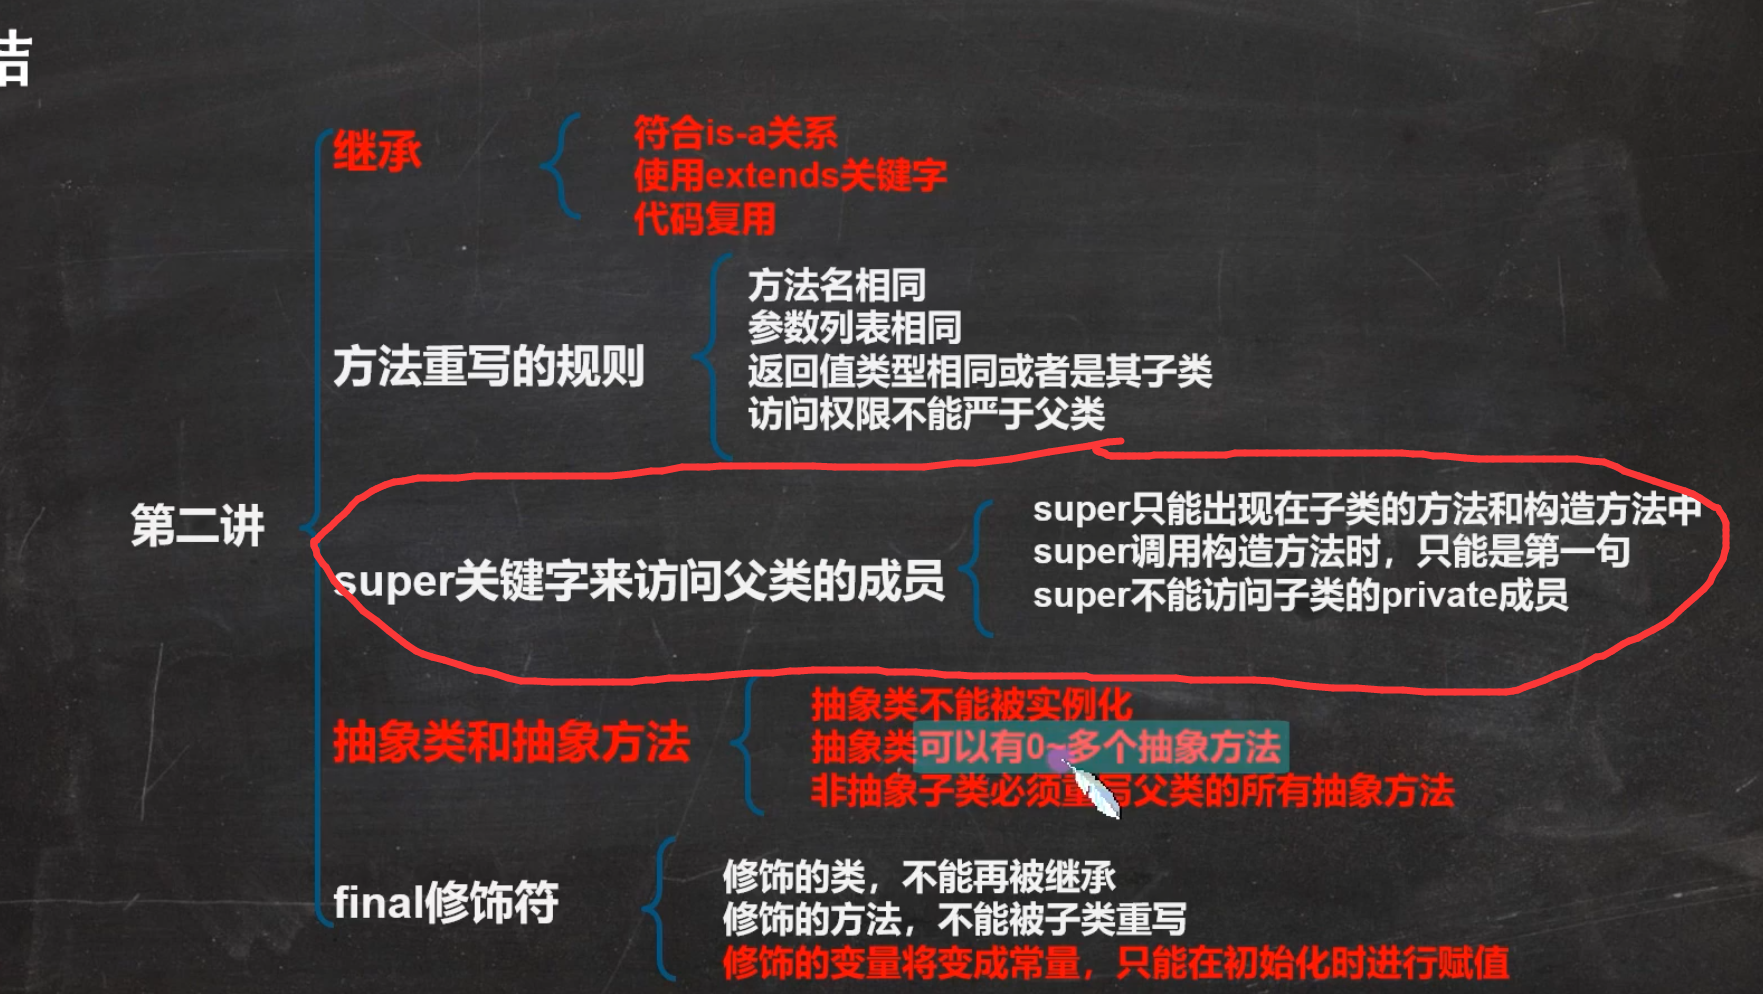 结
继承
符合is-a关系
使用extends关键字
代码复用
方法重写的规则
方法名相同
参数列表相同
返回值类型相同或者是其子类
访问权限不能严于父类
第二讲
super关键字来访问父类的成员
super只能出现在子类的方法和构造方法中
super调用构造方法时，只能是第一句
super不能访问子类的private成员
抽象类和抽象方法
抽象类不能被实例化
抽象类可以有0~多个抽象方法
非抽象子类必须重写父类的所有抽象方法
final修饰符
修饰的类，不能再被继承
修饰的方法，不能被子类重写
修饰的变量将变成常量，只能在初始化时进行赋值